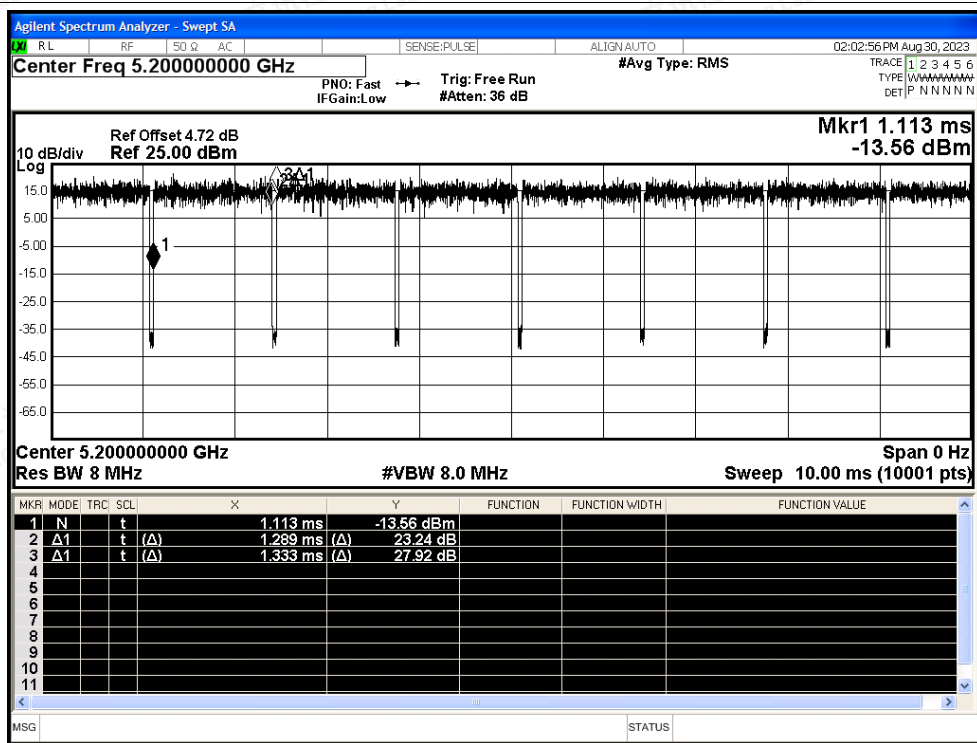 Agilent Spectrum Analyzer - Swept SA
LXI RL RF 50 Ω AC SENSE:PULSE ALIGN AUTO 02:02:56 PM Aug 30, 2023
Center Freq 5.200000000 GHz #Avg Type: RMS TRACE 1 2 3 4 5 6
PNO: Fast Trig: Free Run TYPE WWWWWW
IFGain:Low #Atten: 36 dB DET P N N N N N
Mkr1 1.113 ms
Ref Offset 4.72 dB
10 dB/div Ref 25.00 dBm -13.56 dBm
Log
3Δ1
15.0
5.00
-5.00 1
-15.0
-25.0
-35.0
-45.0
-55.0
-65.0
Center 5.200000000 GHz Span 0 Hz
Res BW 8 MHz #VBW 8.0 MHz Sweep 10.00 ms (10001 pts)
MKR MODE TRC SCL X Y FUNCTION FUNCTION WIDTH FUNCTION VALUE
1 N t 1.113 ms -13.56 dBm
2 Δ1 t (Δ) 1.289 ms (Δ) 23.24 dB
3 Δ1 t (Δ) 1.333 ms (Δ) 27.92 dB
4
5
6
7
8
9
10
11
MSG STATUS